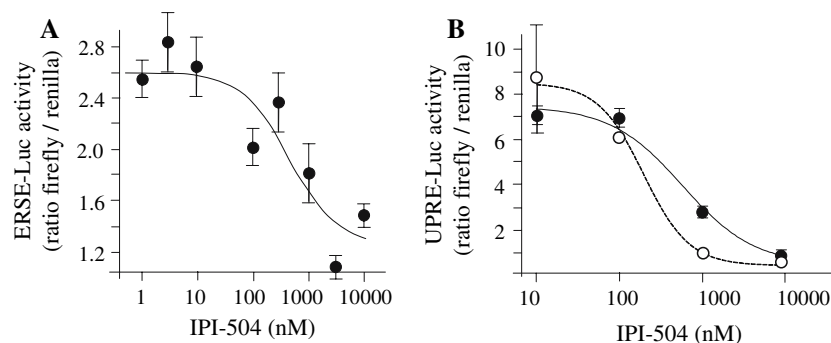 A
ERSE-Luc activity
(ratio firefly / renilla)
2.8
2.4
2.0
1.6
1.2
1 10 100 1000 10000
IPI-504 (nM)
B
UPRE-Luc activity
(ratio firefly / renilla)
10
8
6
4
2
10 100 1000 10000
IPI-504 (nM)